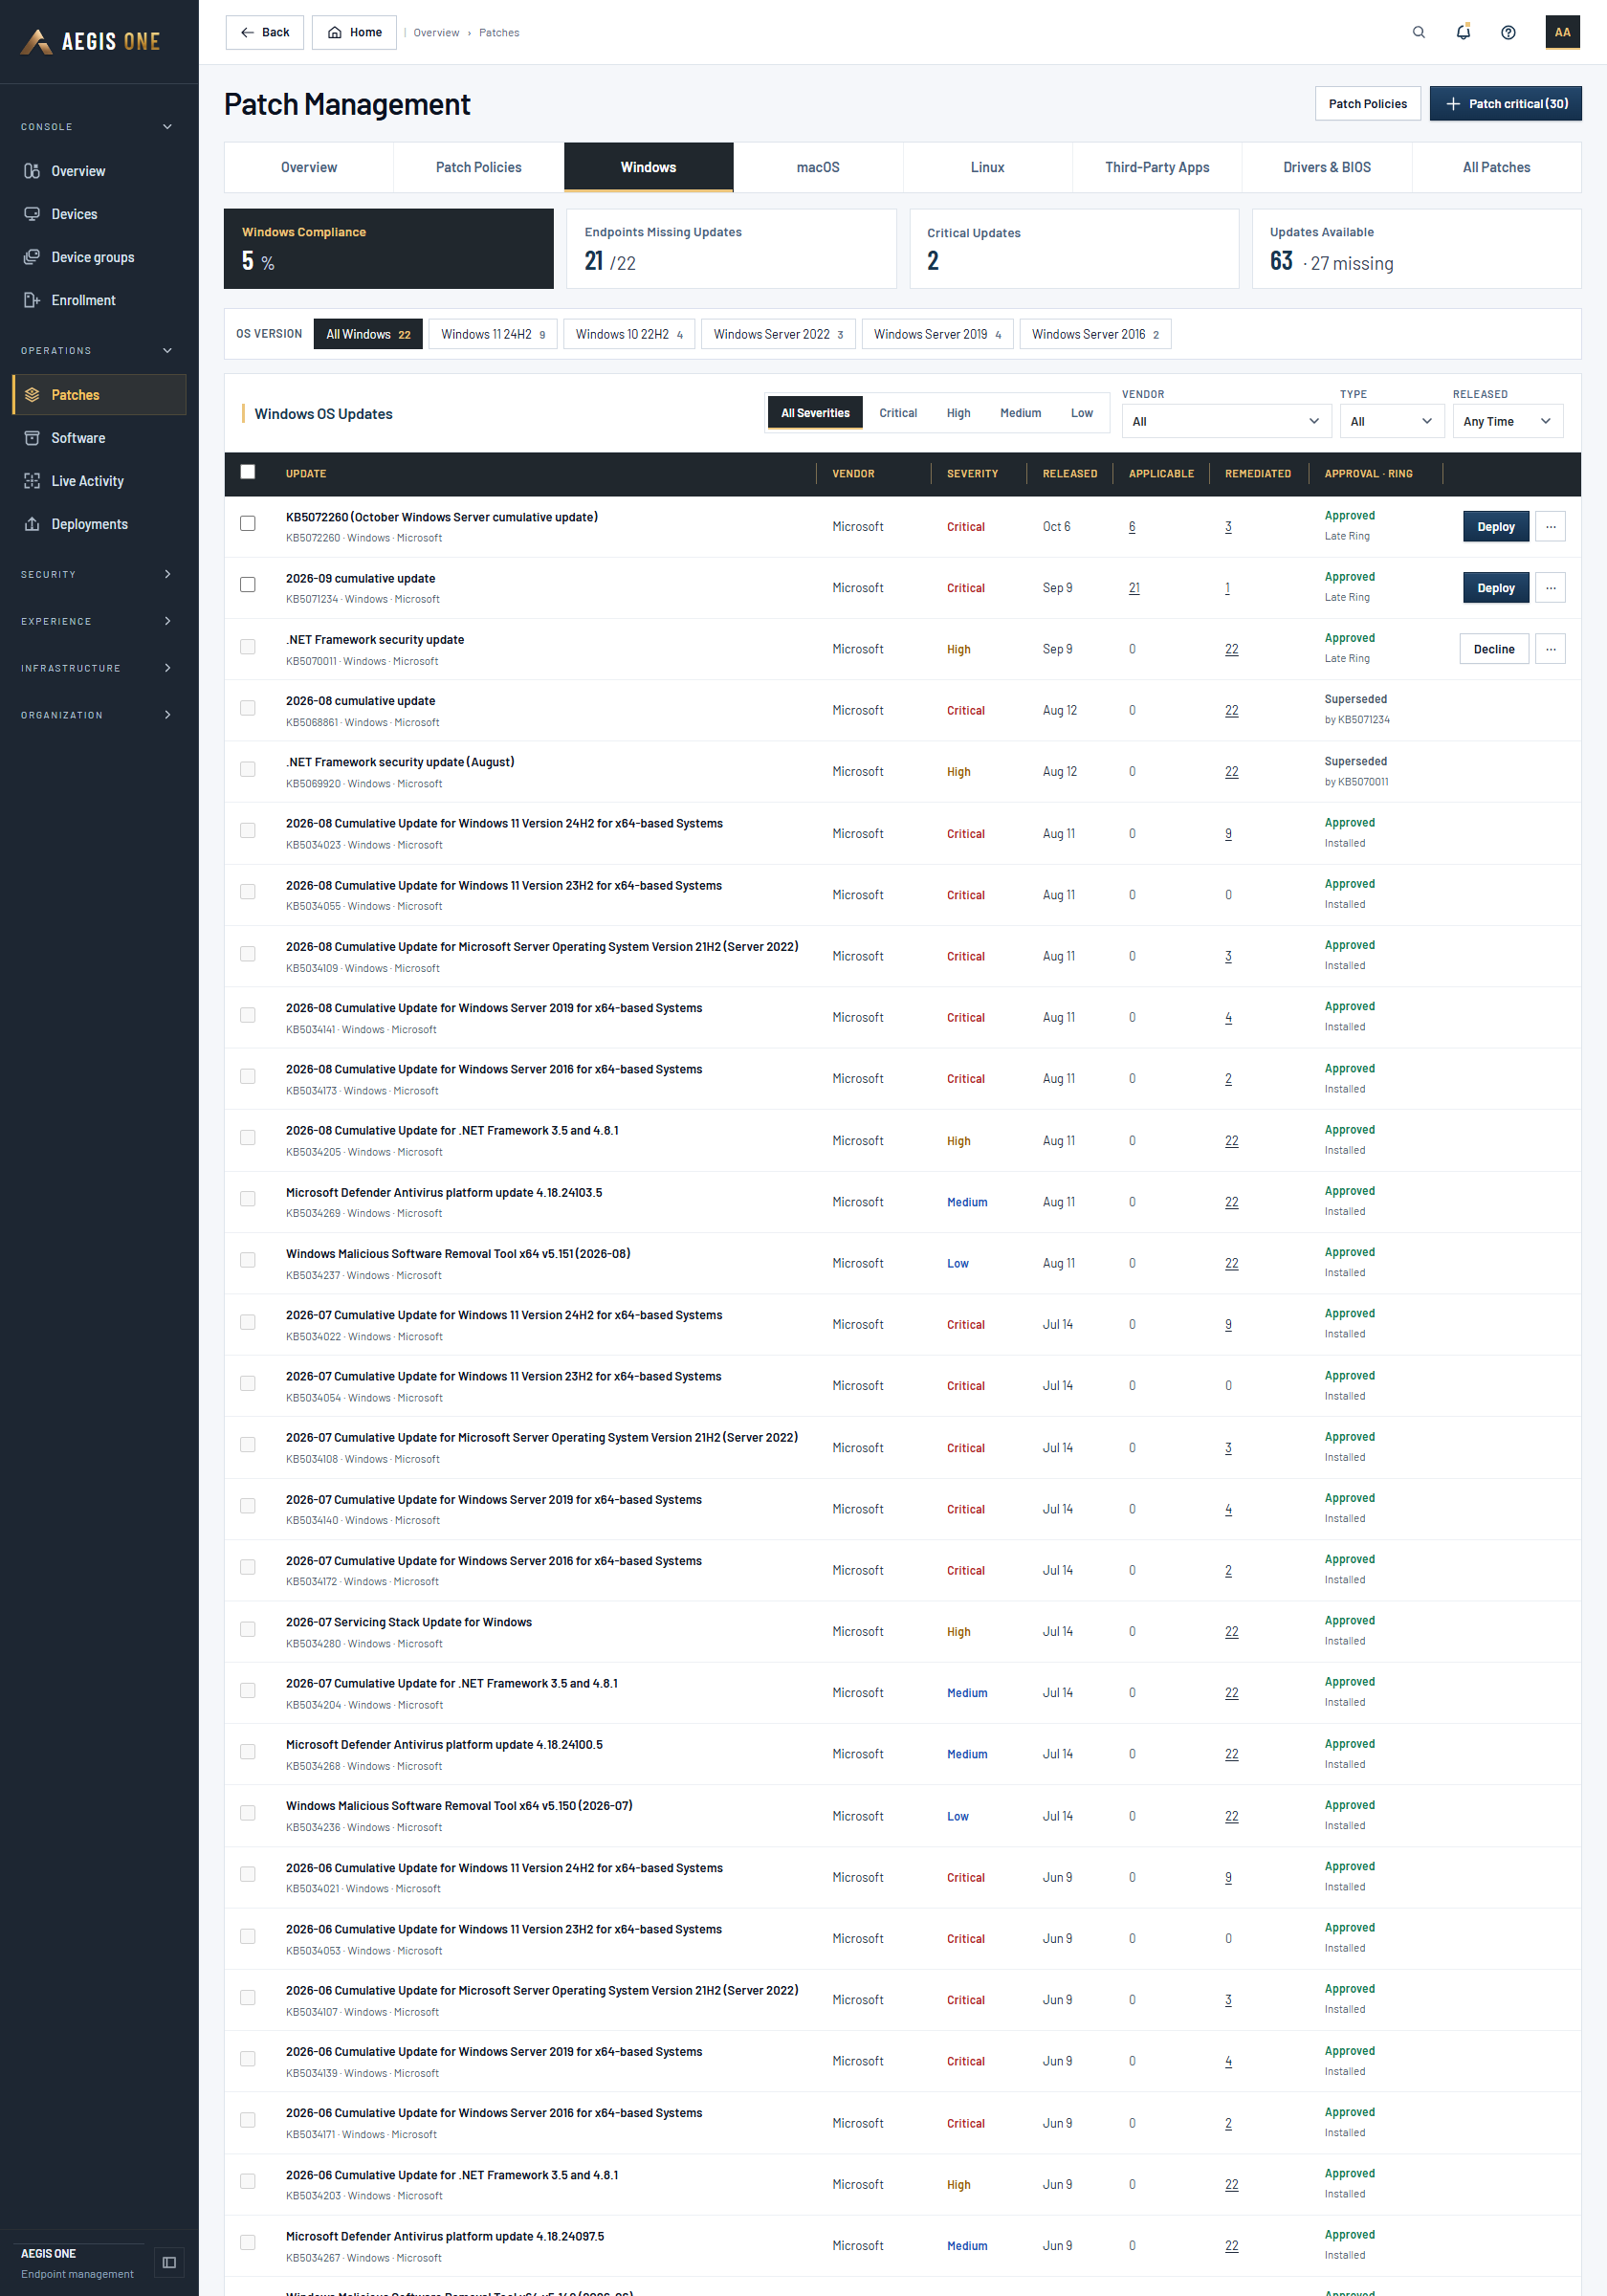 AEGIS ONE
Back
Home
Overview › Patches
AA
CONSOLE
Overview
Devices
Device groups
Enrollment
OPERATIONS
Patches
Software
Live Activity
Deployments
SECURITY
EXPERIENCE
INFRASTRUCTURE
ORGANIZATION
AEGIS ONE
Endpoint management
Patch Management
Patch Policies
Patch critical (30)
Overview
Patch Policies
Windows
macOS
Linux
Third-Party Apps
Drivers & BIOS
All Patches
Windows Compliance
5 %
Endpoints Missing Updates
21 /22
Critical Updates
2
Updates Available
63 · 27 missing
OS VERSION
All Windows 22
Windows 11 24H2 9
Windows 10 22H2 4
Windows Server 2022 3
Windows Server 2019 4
Windows Server 2016 2
Windows OS Updates
All Severities
Critical
High
Medium
Low
VENDOR
All
TYPE
All
RELEASED
Any Time
UPDATE VENDOR SEVERITY RELEASED APPLICABLE REMEDIATED APPROVAL · RING
KB5072260 (October Windows Server cumulative update)
KB5072260 · Windows · Microsoft
Microsoft Critical Oct 6 6 3
Approved
Late Ring
Deploy ...
2026-09 cumulative update
KB5071234 · Windows · Microsoft
Microsoft Critical Sep 9 21 1
Approved
Late Ring
Deploy ...
.NET Framework security update
KB5070011 · Windows · Microsoft
Microsoft High Sep 9 0 22
Approved
Late Ring
Decline ...
2026-08 cumulative update
KB5068861 · Windows · Microsoft
Microsoft Critical Aug 12 0 22
Superseded
by KB5071234
.NET Framework security update (August)
KB5069920 · Windows · Microsoft
Microsoft High Aug 12 0 22
Superseded
by KB5070011
2026-08 Cumulative Update for Windows 11 Version 24H2 for x64-based Systems
KB5034023 · Windows · Microsoft
Microsoft Critical Aug 11 0 9
Approved
Installed
2026-08 Cumulative Update for Windows 11 Version 23H2 for x64-based Systems
KB5034055 · Windows · Microsoft
Microsoft Critical Aug 11 0 0
Approved
Installed
2026-08 Cumulative Update for Microsoft Server Operating System Version 21H2 (Server 2022)
KB5034109 · Windows · Microsoft
Microsoft Critical Aug 11 0 3
Approved
Installed
2026-08 Cumulative Update for Windows Server 2019 for x64-based Systems
KB5034141 · Windows · Microsoft
Microsoft Critical Aug 11 0 4
Approved
Installed
2026-08 Cumulative Update for Windows Server 2016 for x64-based Systems
KB5034173 · Windows · Microsoft
Microsoft Critical Aug 11 0 2
Approved
Installed
2026-08 Cumulative Update for .NET Framework 3.5 and 4.8.1
KB5034205 · Windows · Microsoft
Microsoft High Aug 11 0 22
Approved
Installed
Microsoft Defender Antivirus platform update 4.18.24103.5
KB5034269 · Windows · Microsoft
Microsoft Medium Aug 11 0 22
Approved
Installed
Windows Malicious Software Removal Tool x64 v5.151 (2026-08)
KB5034237 · Windows · Microsoft
Microsoft Low Aug 11 0 22
Approved
Installed
2026-07 Cumulative Update for Windows 11 Version 24H2 for x64-based Systems
KB5034022 · Windows · Microsoft
Microsoft Critical Jul 14 0 9
Approved
Installed
2026-07 Cumulative Update for Windows 11 Version 23H2 for x64-based Systems
KB5034054 · Windows · Microsoft
Microsoft Critical Jul 14 0 0
Approved
Installed
2026-07 Cumulative Update for Microsoft Server Operating System Version 21H2 (Server 2022)
KB5034108 · Windows · Microsoft
Microsoft Critical Jul 14 0 3
Approved
Installed
2026-07 Cumulative Update for Windows Server 2019 for x64-based Systems
KB5034140 · Windows · Microsoft
Microsoft Critical Jul 14 0 4
Approved
Installed
2026-07 Cumulative Update for Windows Server 2016 for x64-based Systems
KB5034172 · Windows · Microsoft
Microsoft Critical Jul 14 0 2
Approved
Installed
2026-07 Servicing Stack Update for Windows
KB5034280 · Windows · Microsoft
Microsoft High Jul 14 0 22
Approved
Installed
2026-07 Cumulative Update for .NET Framework 3.5 and 4.8.1
KB5034204 · Windows · Microsoft
Microsoft Medium Jul 14 0 22
Approved
Installed
Microsoft Defender Antivirus platform update 4.18.24100.5
KB5034268 · Windows · Microsoft
Microsoft Medium Jul 14 0 22
Approved
Installed
Windows Malicious Software Removal Tool x64 v5.150 (2026-07)
KB5034236 · Windows · Microsoft
Microsoft Low Jul 14 0 22
Approved
Installed
2026-06 Cumulative Update for Windows 11 Version 24H2 for x64-based Systems
KB5034021 · Windows · Microsoft
Microsoft Critical Jun 9 0 9
Approved
Installed
2026-06 Cumulative Update for Windows 11 Version 23H2 for x64-based Systems
KB5034053 · Windows · Microsoft
Microsoft Critical Jun 9 0 0
Approved
Installed
2026-06 Cumulative Update for Microsoft Server Operating System Version 21H2 (Server 2022)
KB5034107 · Windows · Microsoft
Microsoft Critical Jun 9 0 3
Approved
Installed
2026-06 Cumulative Update for Windows Server 2019 for x64-based Systems
KB5034139 · Windows · Microsoft
Microsoft Critical Jun 9 0 4
Approved
Installed
2026-06 Cumulative Update for Windows Server 2016 for x64-based Systems
KB5034171 · Windows · Microsoft
Microsoft Critical Jun 9 0 2
Approved
Installed
2026-06 Cumulative Update for .NET Framework 3.5 and 4.8.1
KB5034203 · Windows · Microsoft
Microsoft High Jun 9 0 22
Approved
Installed
Microsoft Defender Antivirus platform update 4.18.24097.5
KB5034267 · Windows · Microsoft
Microsoft Medium Jun 9 0 22
Approved
Installed